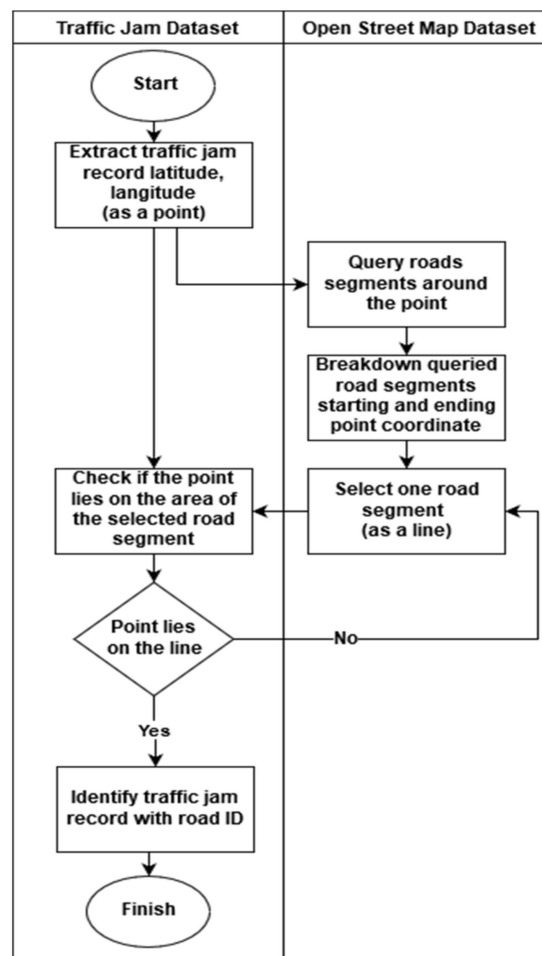 Traffic Jam Dataset
Open Street Map Dataset
Start
Extract traffic jam
record latitude,
langitude
(as a point)
Query roads
segments around
the point
Breakdown queried
road segments
starting and ending
point coordinate
Check if the point
lies on the area of
the selected road
segment
Select one road
segment
(as a line)
Point lies
on the line
No
Yes
Identify traffic jam
record with road ID
Finish